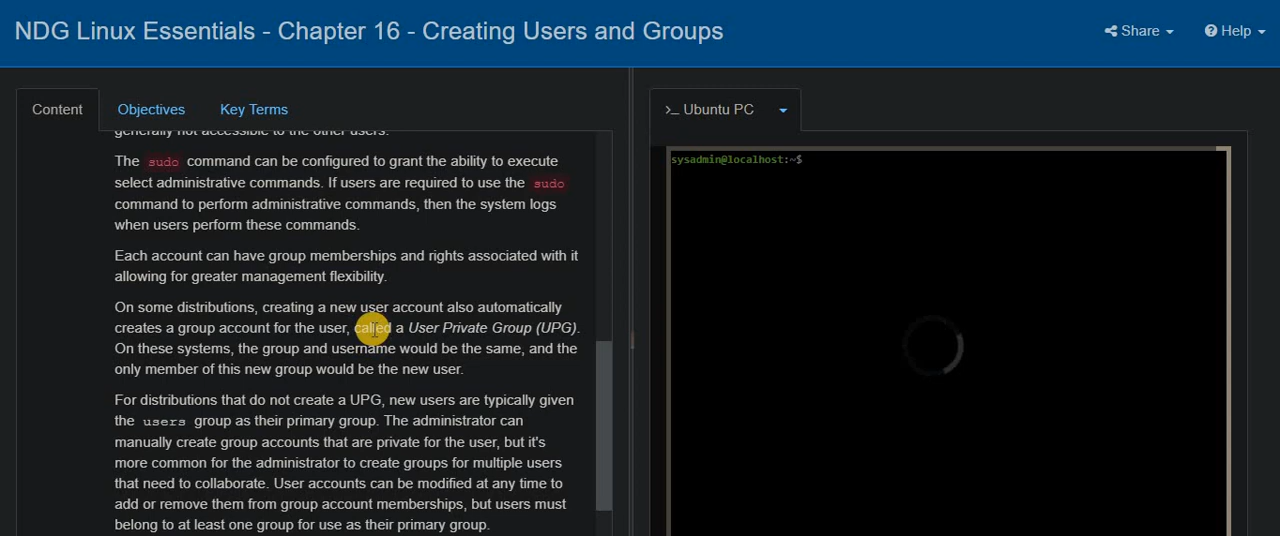 NDG Linux Essentials - Chapter 16 - Creating Users and Groups
Share
Help
Content
Objectives
Key Terms
generally not accessible to the other users.
The sudo command can be configured to grant the ability to execute
select administrative commands. If users are required to use the sudo
command to perform administrative commands, then the system logs
when users perform these commands.
Each account can have group memberships and rights associated with it
allowing for greater management flexibility.
On some distributions, creating a new user account also automatically
creates a group account for the user, called a User Private Group (UPG).
On these systems, the group and username would be the same, and the
only member of this new group would be the new user.
For distributions that do not create a UPG, new users are typically given
the users group as their primary group. The administrator can
manually create group accounts that are private for the user, but it's
more common for the administrator to create groups for multiple users
that need to collaborate. User accounts can be modified at any time to
add or remove them from group account memberships, but users must
belong to at least one group for use as their primary group.
>_ Ubuntu PC
sysadmin@localhost:~$